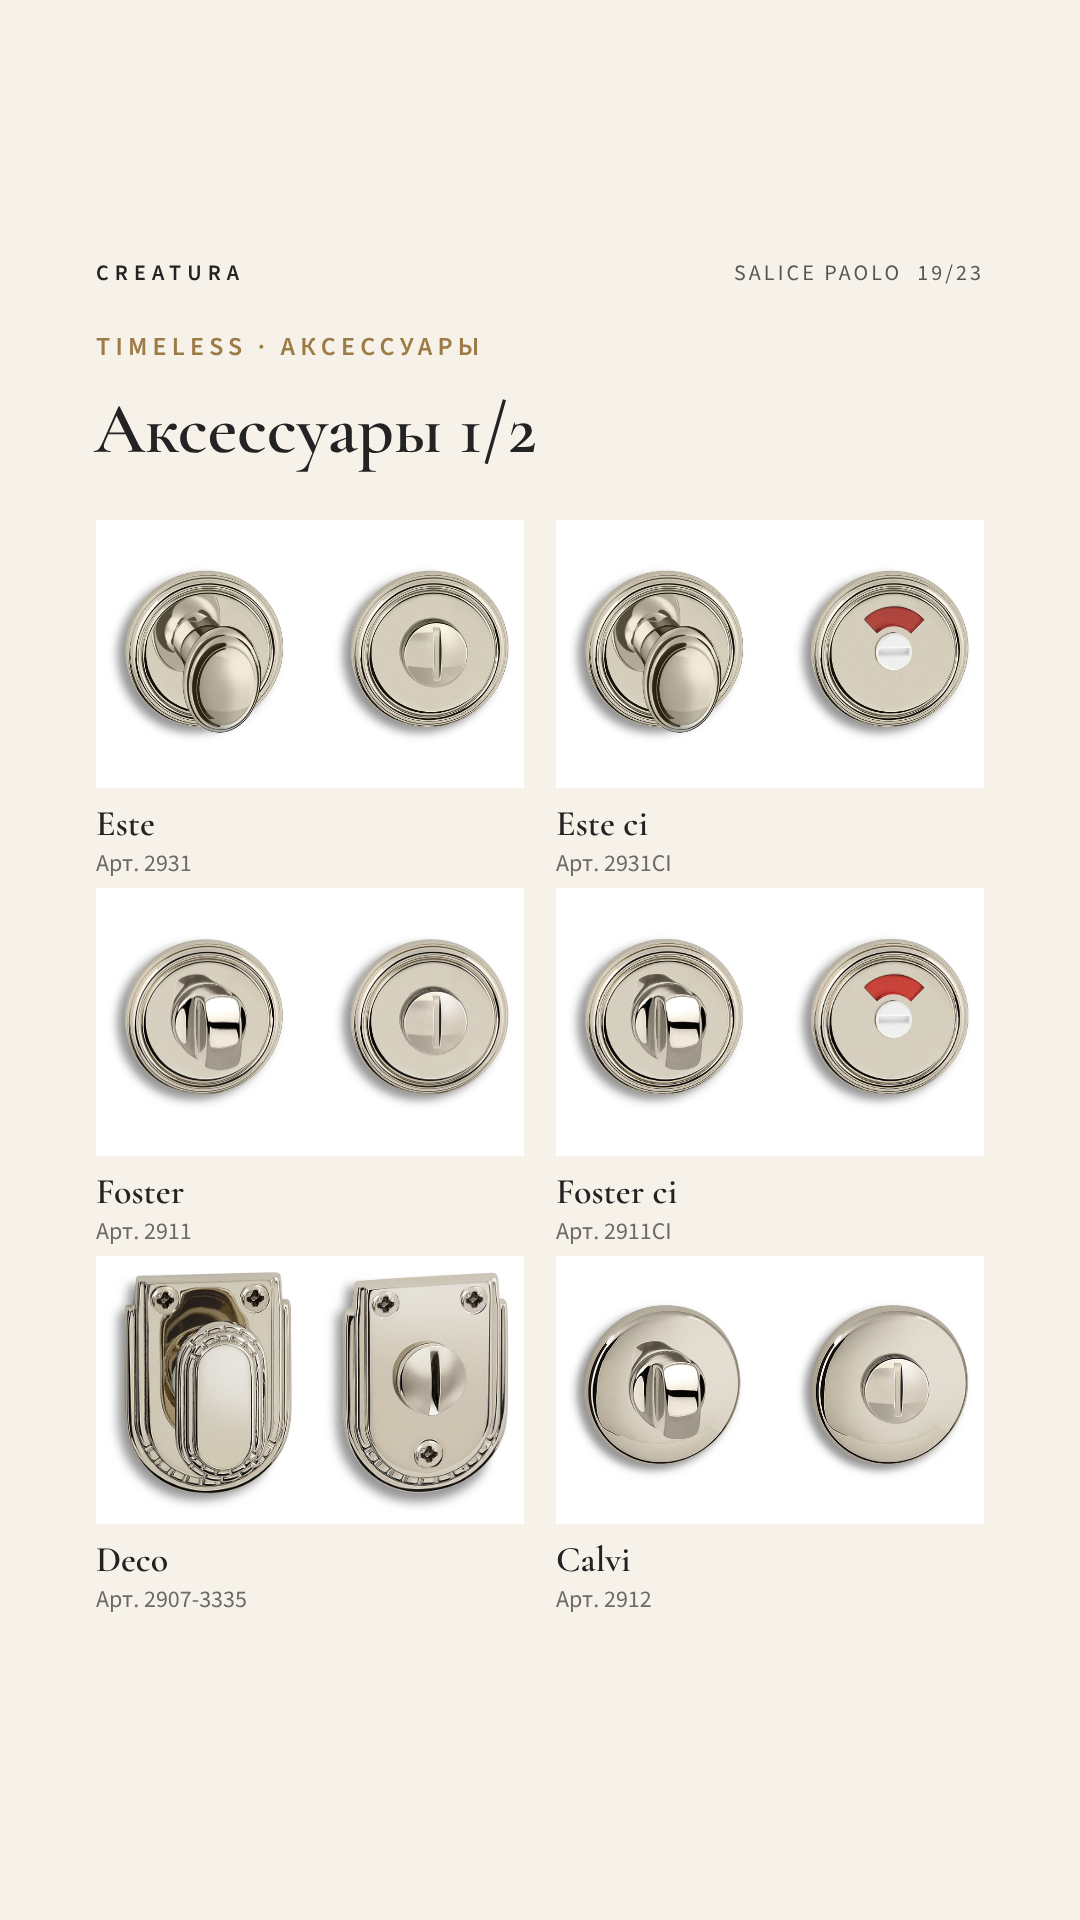 CREATURA
SALICE PAOLO 19/23
TIMELESS · АКСЕССУАРЫ
Аксессуары 1/2
Este
Арт. 2931
Este ci
Арт. 2931CI
Foster
Арт. 2911
Foster ci
Арт. 2911CI
Deco
Арт. 2907-3335
Calvi
Арт. 2912